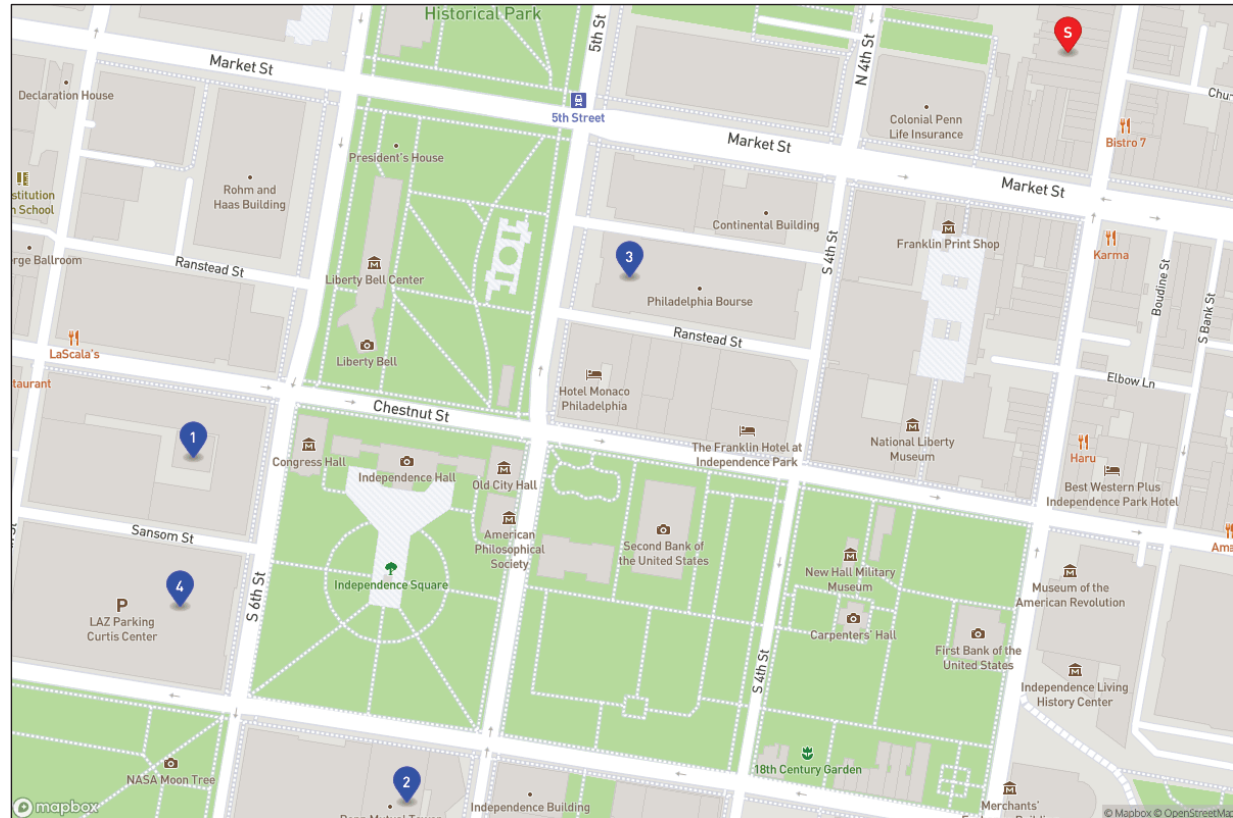 Historical Park
5th St
N 4th St
S
Market St
Declaration House
5th Street
Colonial Penn
Life Insurance
Bistro 7
Market St
President's House
Market St
Rohm and
Haas Building
Continental Building
Franklin Print Shop
Karma
Ranstead St
S 4th St
3
Liberty Bell Center
Philadelphia Bourse
Boudine St
S Bank St
Ranstead St
LaScala's
Liberty Bell
Hotel Monaco
Philadelphia
Elbow Ln
Chestnut St
1
Congress Hall
Independence Hall
Old City Hall
The Franklin Hotel at
Independence Park
National Liberty
Museum
Haru
Best Western Plus
Independence Park Hotel
Sansom St
American
Philosophical
Society
Second Bank of
the United States
4
S 6th St
Independence Square
New Hall Military
Museum
Museum of the
American Revolution
P
LAZ Parking
Curtis Center
Carpenters' Hall
First Bank of the
United States
S 4th St
Independence Living
History Center
NASA Moon Tree
18th Century Garden
2
Independence Building
Merchants'
mapbox
© Mapbox © OpenStreetMap